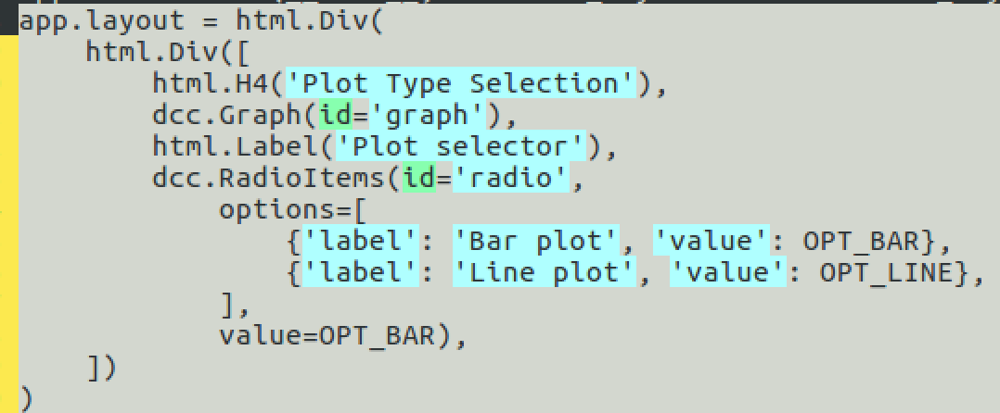 app.layout = html.Div(
    html.Div([
        html.H4('Plot Type Selection'),
        dcc.Graph(id='graph'),
        html.Label('Plot selector'),
        dcc.RadioItems(id='radio',
            options=[
                {'label': 'Bar plot', 'value': OPT_BAR},
                {'label': 'Line plot', 'value': OPT_LINE},
            ],
            value=OPT_BAR),
    ])
)